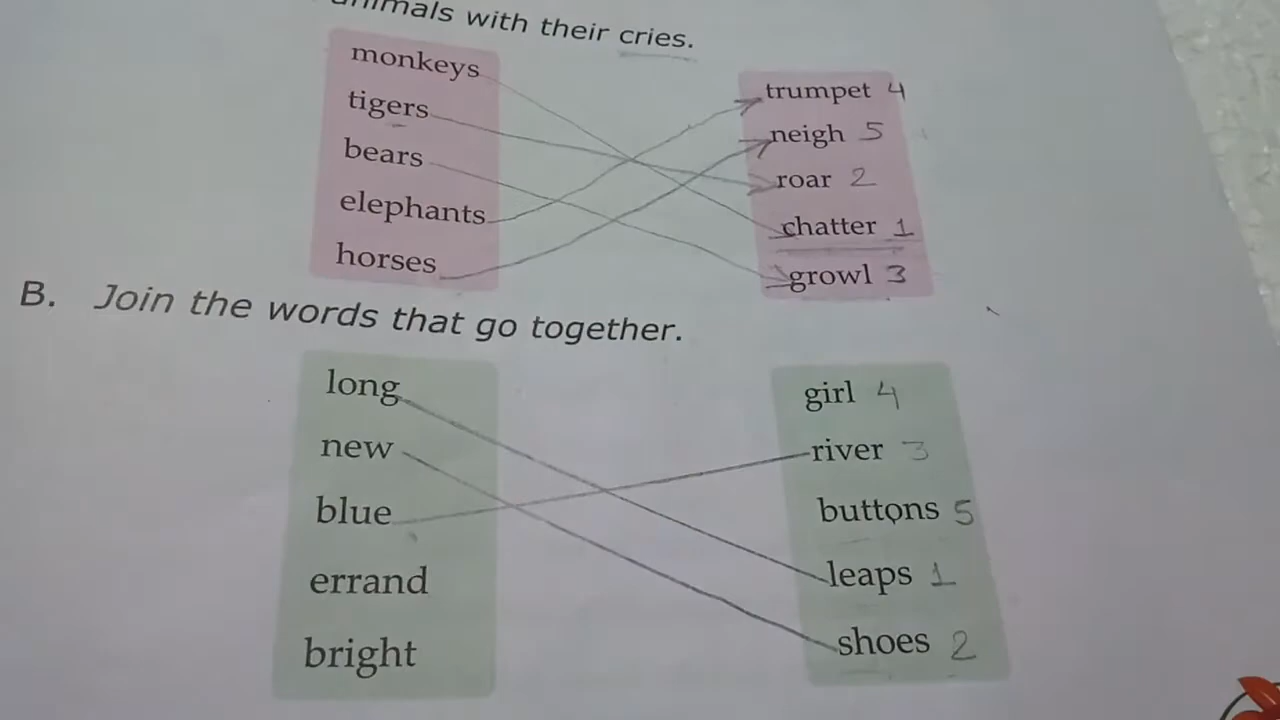 animals with their cries.
monkeys
tigers
bears
elephants
horses
trumpet 4
neigh 5
roar 2
chatter 1
growl 3
B. Join the words that go together.
long
new
blue
errand
bright
girl 4
river 3
buttons 5
leaps 1
shoes 2